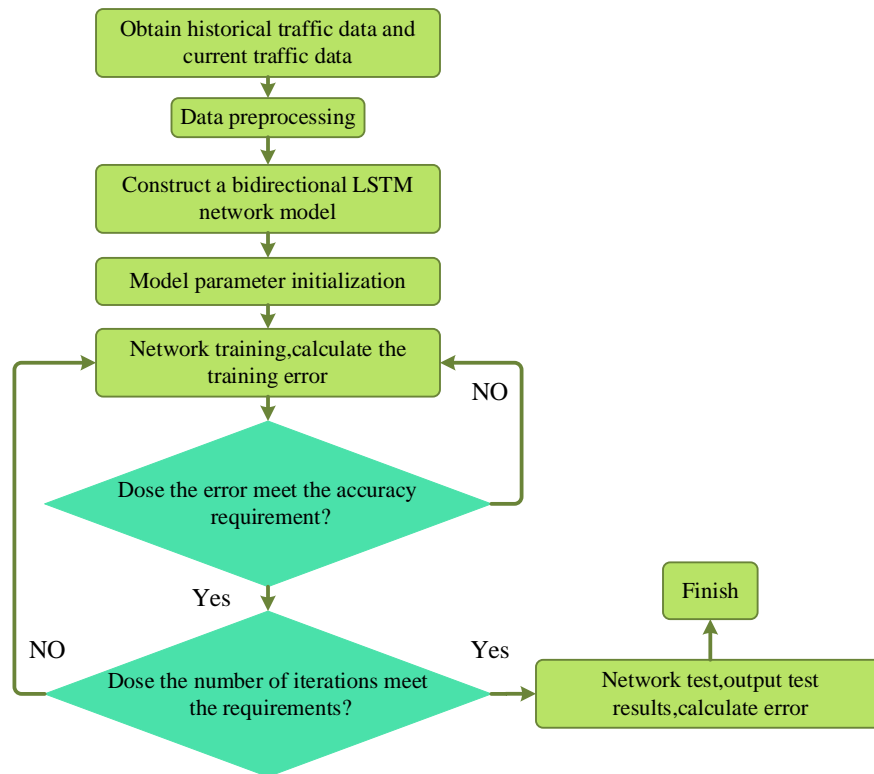 Obtain historical traffic data and
current traffic data
Data preprocessing
Construct a bidirectional LSTM
network model
Model parameter initialization
Network training,calculate the
training error
NO
Dose the error meet the accuracy
requirement?
Yes
Finish
NO
Dose the number of iterations meet
the requirements?
Yes
Network test,output test
results,calculate error